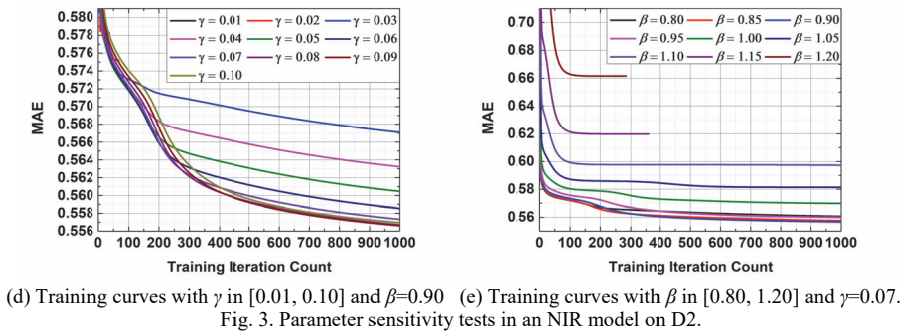 0.580
0.578
0.576
0.574
0.572
0.570
0.568
0.566
0.564
0.562
0.560
0.558
0.556
MAE
γ = 0.01 γ = 0.02 γ = 0.03
γ = 0.04 γ = 0.05 γ = 0.06
γ = 0.07 γ = 0.08 γ = 0.09
γ = 0.10
0 100 200 300 400 500 600 700 800 900 1000
Training Iteration Count
0.70
0.66
0.62
0.60
0.58
0.56
MAE
β = 0.80 β = 0.85 β = 0.90
β = 0.95 β = 1.00 β = 1.05
β = 1.10 β = 1.15 β = 1.20
0 100 200 300 400 500 600 700 800 900 1000
Training Iteration Count
(d) Training curves with γ in [0.01, 0.10] and β=0.90 (e) Training curves with β in [0.80, 1.20] and γ=0.07.
Fig. 3. Parameter sensitivity tests in an NIR model on D2.